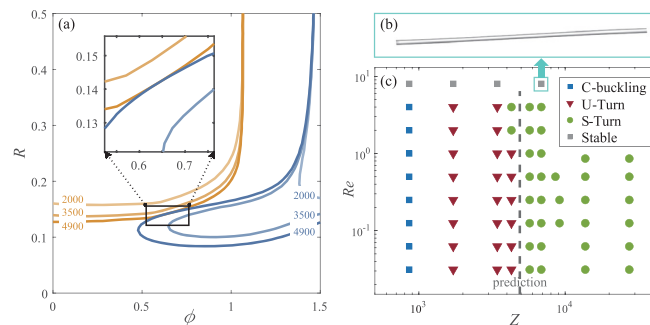 (a)
0.5
0.4
0.3
0.2
0.1
0
R
0.15
0.14
0.13
0.12
0.6
0.7
2000
3500
4900
2000
3500
4900
0
0.5
1
1.5
ϕ
(b)
(c)
10¹
10⁰
10⁻¹
Re
C-buckling
U-Turn
S-Turn
Stable
prediction
10³
10⁴
Z